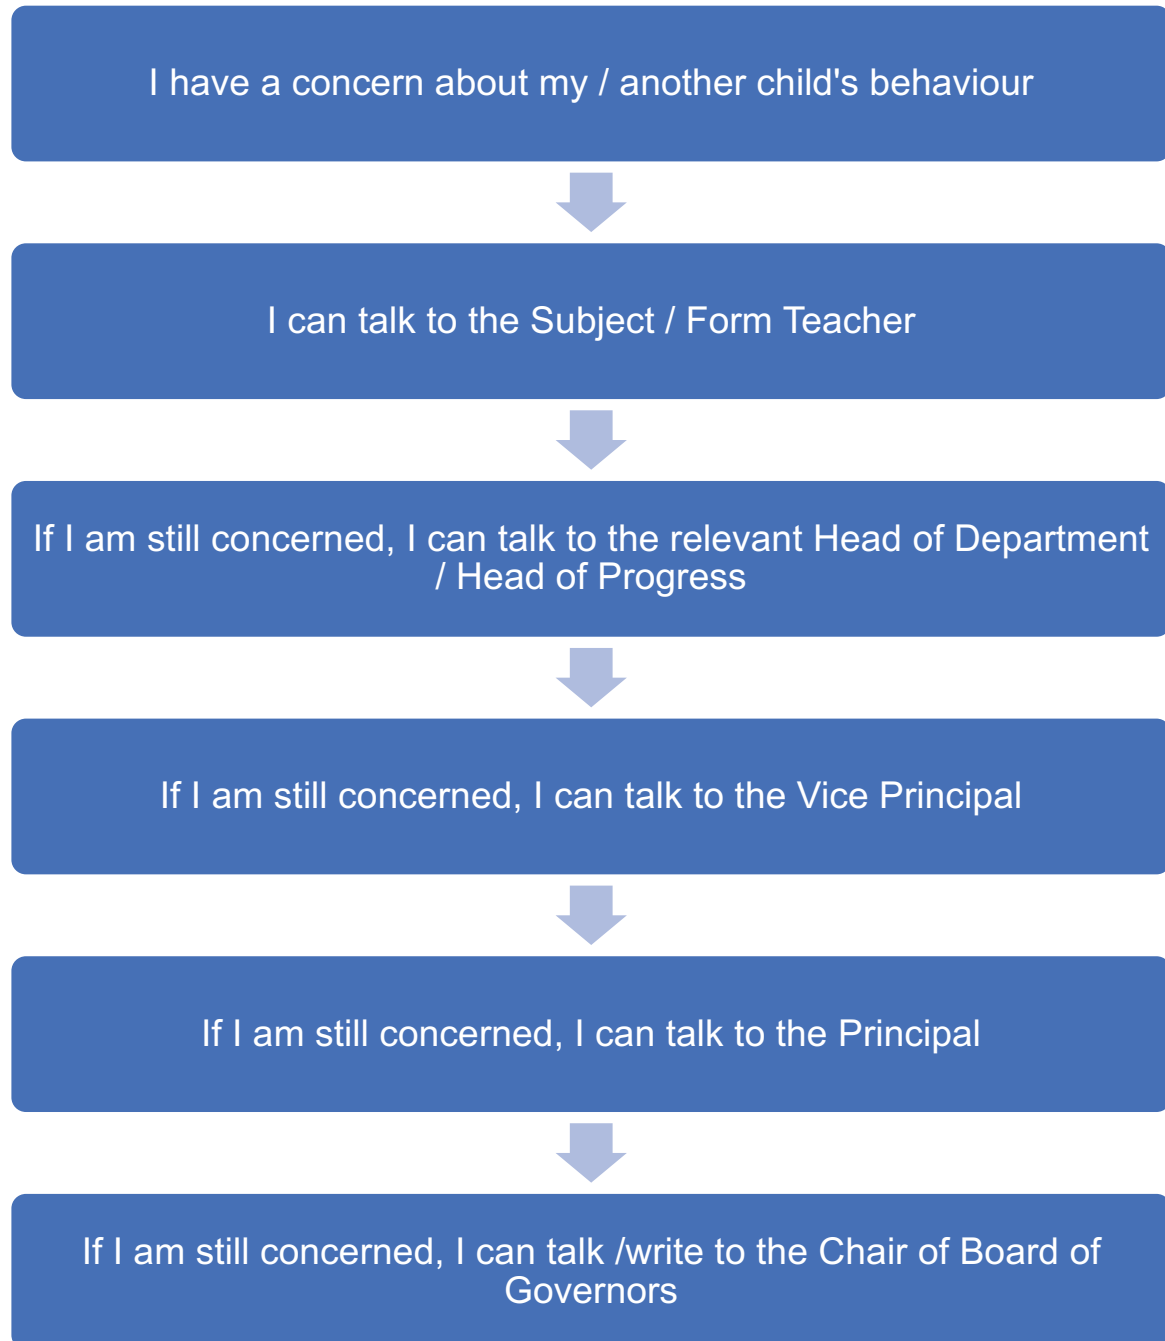 I have a concern about my / another child's behaviour
I can talk to the Subject / Form Teacher
If I am still concerned, I can talk to the relevant Head of Department
/ Head of Progress
If I am still concerned, I can talk to the Vice Principal
If I am still concerned, I can talk to the Principal
If I am still concerned, I can talk /write to the Chair of Board of
Governors